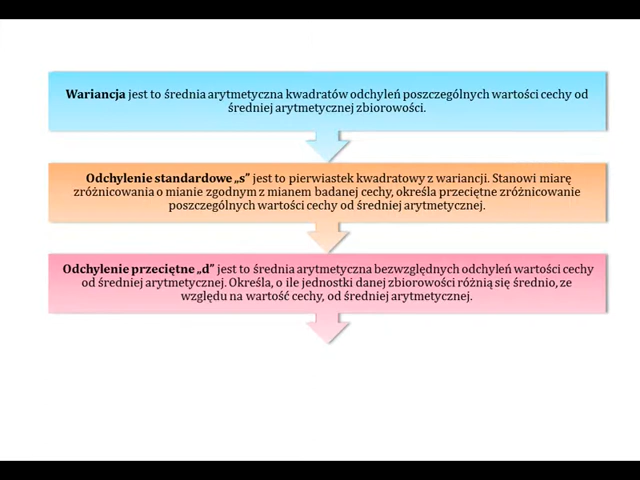 Wariancja jest to średnia arytmetyczna kwadratów odchyleń poszczególnych wartości cechy od
średniej arytmetycznej zbiorowości.
Odchylenie standardowe „s” jest to pierwiastek kwadratowy z wariancji. Stanowi miarę
zróżnicowania o mianie zgodnym z mianem badanej cechy, określa przeciętne zróżnicowanie
poszczególnych wartości cechy od średniej arytmetycznej.
Odchylenie przeciętne „d” jest to średnia arytmetyczna bezwzględnych odchyleń wartości cechy
od średniej arytmetycznej. Określa, o ile jednostki danej zbiorowości różnią się średnio, ze
względu na wartość cechy, od średniej arytmetycznej.